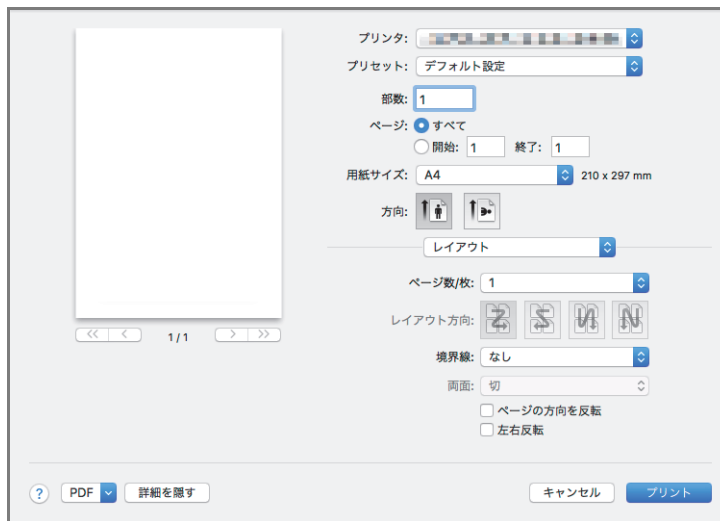 プリンタ:
プリセット: デフォルト設定
部数: 1
ページ: すべて
開始: 1 終了: 1
用紙サイズ: A4 210 x 297 mm
方向:
レイアウト
ページ数/枚: 1
レイアウト方向:
境界線: なし
両面: 切
ページの方向を反転
左右反転
<< < 1 / 1 > >>
? PDF 詳細を隠す キャンセル プリント